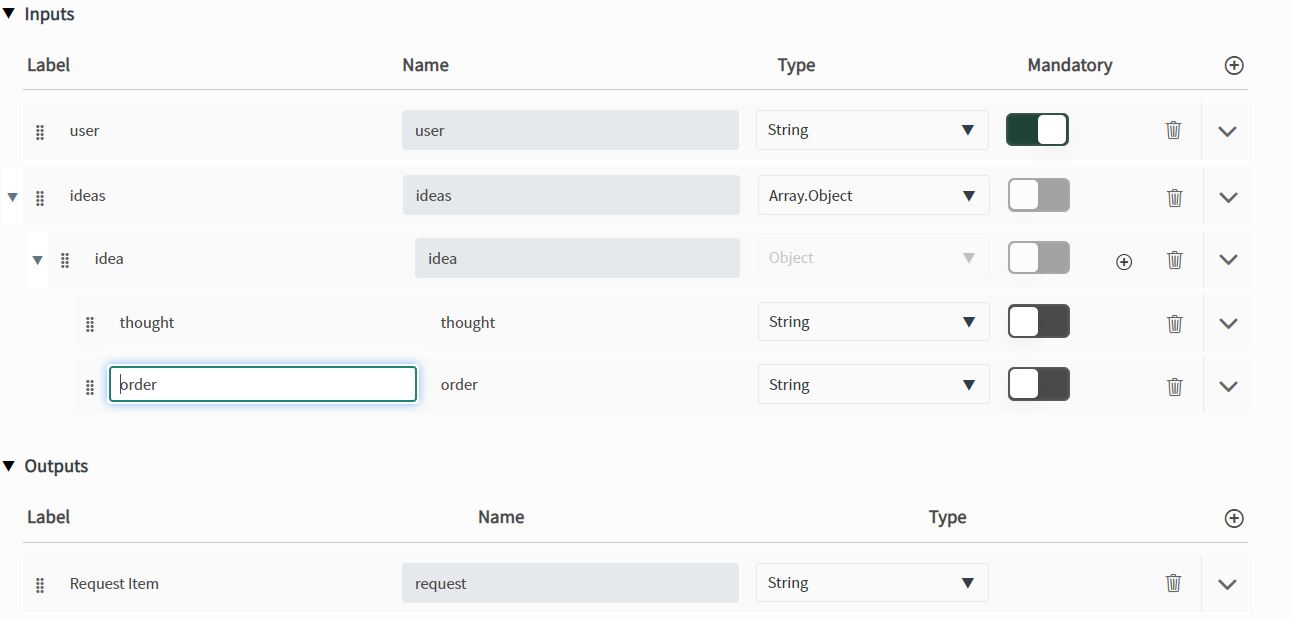 Inputs
Label Name Type Mandatory
user user String
ideas ideas Array.Object
idea idea Object
thought thought String
order order String
Outputs
Label Name Type
Request Item request String